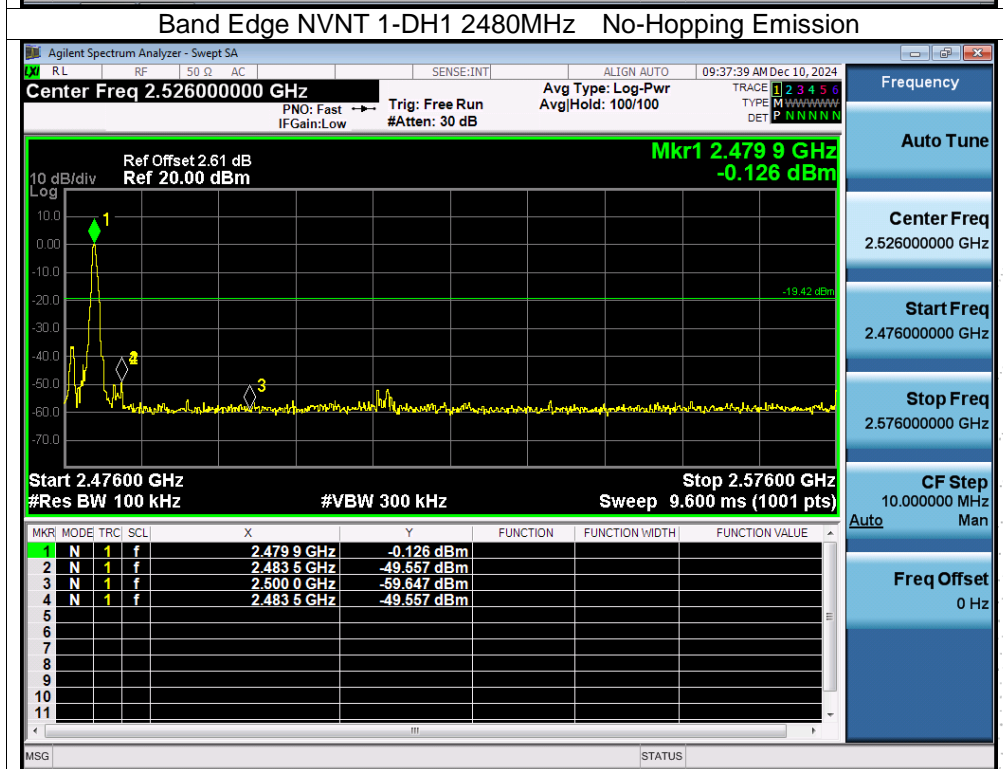 Band Edge NVNT 1-DH1 2480MHz No-Hopping Emission
Agilent Spectrum Analyzer - Swept SA
LXI RL RF 50 Ω AC SENSE:INT ALIGN AUTO 09:37:39 AM Dec 10, 2024
Center Freq 2.526000000 GHz
PNO: Fast
IFGain:Low
Trig: Free Run
#Atten: 30 dB
Avg Type: Log-Pwr
Avg|Hold: 100/100
TRACE 1 2 3 4 5 6
TYPE M WWWWW
DET P N N N N N
Frequency
Auto Tune
Center Freq
2.526000000 GHz
Start Freq
2.476000000 GHz
Stop Freq
2.576000000 GHz
CF Step
10.000000 MHz
Auto Man
Freq Offset
0 Hz
Mkr1 2.479 9 GHz
-0.126 dBm
Ref Offset 2.61 dB
10 dB/div Ref 20.00 dBm
Log
10.0
0.00
-10.0
-20.0
-30.0
-40.0
-50.0
-60.0
-70.0
1
-19.42 dBm
3
Start 2.47600 GHz Stop 2.57600 GHz
#Res BW 100 kHz #VBW 300 kHz Sweep 9.600 ms (1001 pts)
MKR MODE TRC SCL X Y FUNCTION FUNCTION WIDTH FUNCTION VALUE
1 N 1 f 2.479 9 GHz -0.126 dBm
2 N 1 f 2.483 5 GHz -49.557 dBm
3 N 1 f 2.500 0 GHz -59.647 dBm
4 N 1 f 2.483 5 GHz -49.557 dBm
5
6
7
8
9
10
11
MSG STATUS